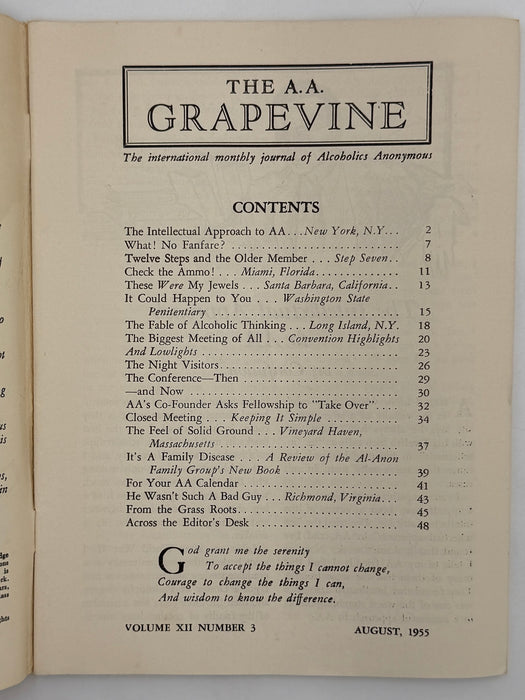 THE A.A.
GRAPEVINE
The international monthly journal of Alcoholics Anonymous
CONTENTS
The Intellectual Approach to AA...New York, N.Y... 2
What! No Fanfare? .......................... 7
Twelve Steps and the Older Member ... Step Seven.. 8
Check the Ammo! ... Miami, Florida............. 11
These Were My Jewels ... Santa Barbara, California.. 13
It Could Happen to You ... Washington State
Penitentiary ............................ 15
The Fable of Alcoholic Thinking ... Long Island, N.Y. 18
The Biggest Meeting of All ... Convention Highlights 20
And Lowlights ............................ 23
The Night Visitors............................ 26
The Conference—Then ........................ 29
—and Now ................................ 30
AA's Co-Founder Asks Fellowship to "Take Over".... 32
Closed Meeting ... Keeping It Simple ............ 34
The Feel of Solid Ground ... Vineyard Haven,
Massachusetts ............................ 37
It's A Family Disease ... A Review of the Al-Anon
Family Group's New Book .................. 39
For Your AA Calendar ........................ 41
He Wasn't Such A Bad Guy ... Richmond, Virginia... 43
From the Grass Roots......................... 45
Across the Editor's Desk ...................... 48
God grant me the serenity
To accept the things I cannot change,
Courage to change the things I can,
And wisdom to know the difference.
VOLUME XII NUMBER 3 AUGUST, 1955